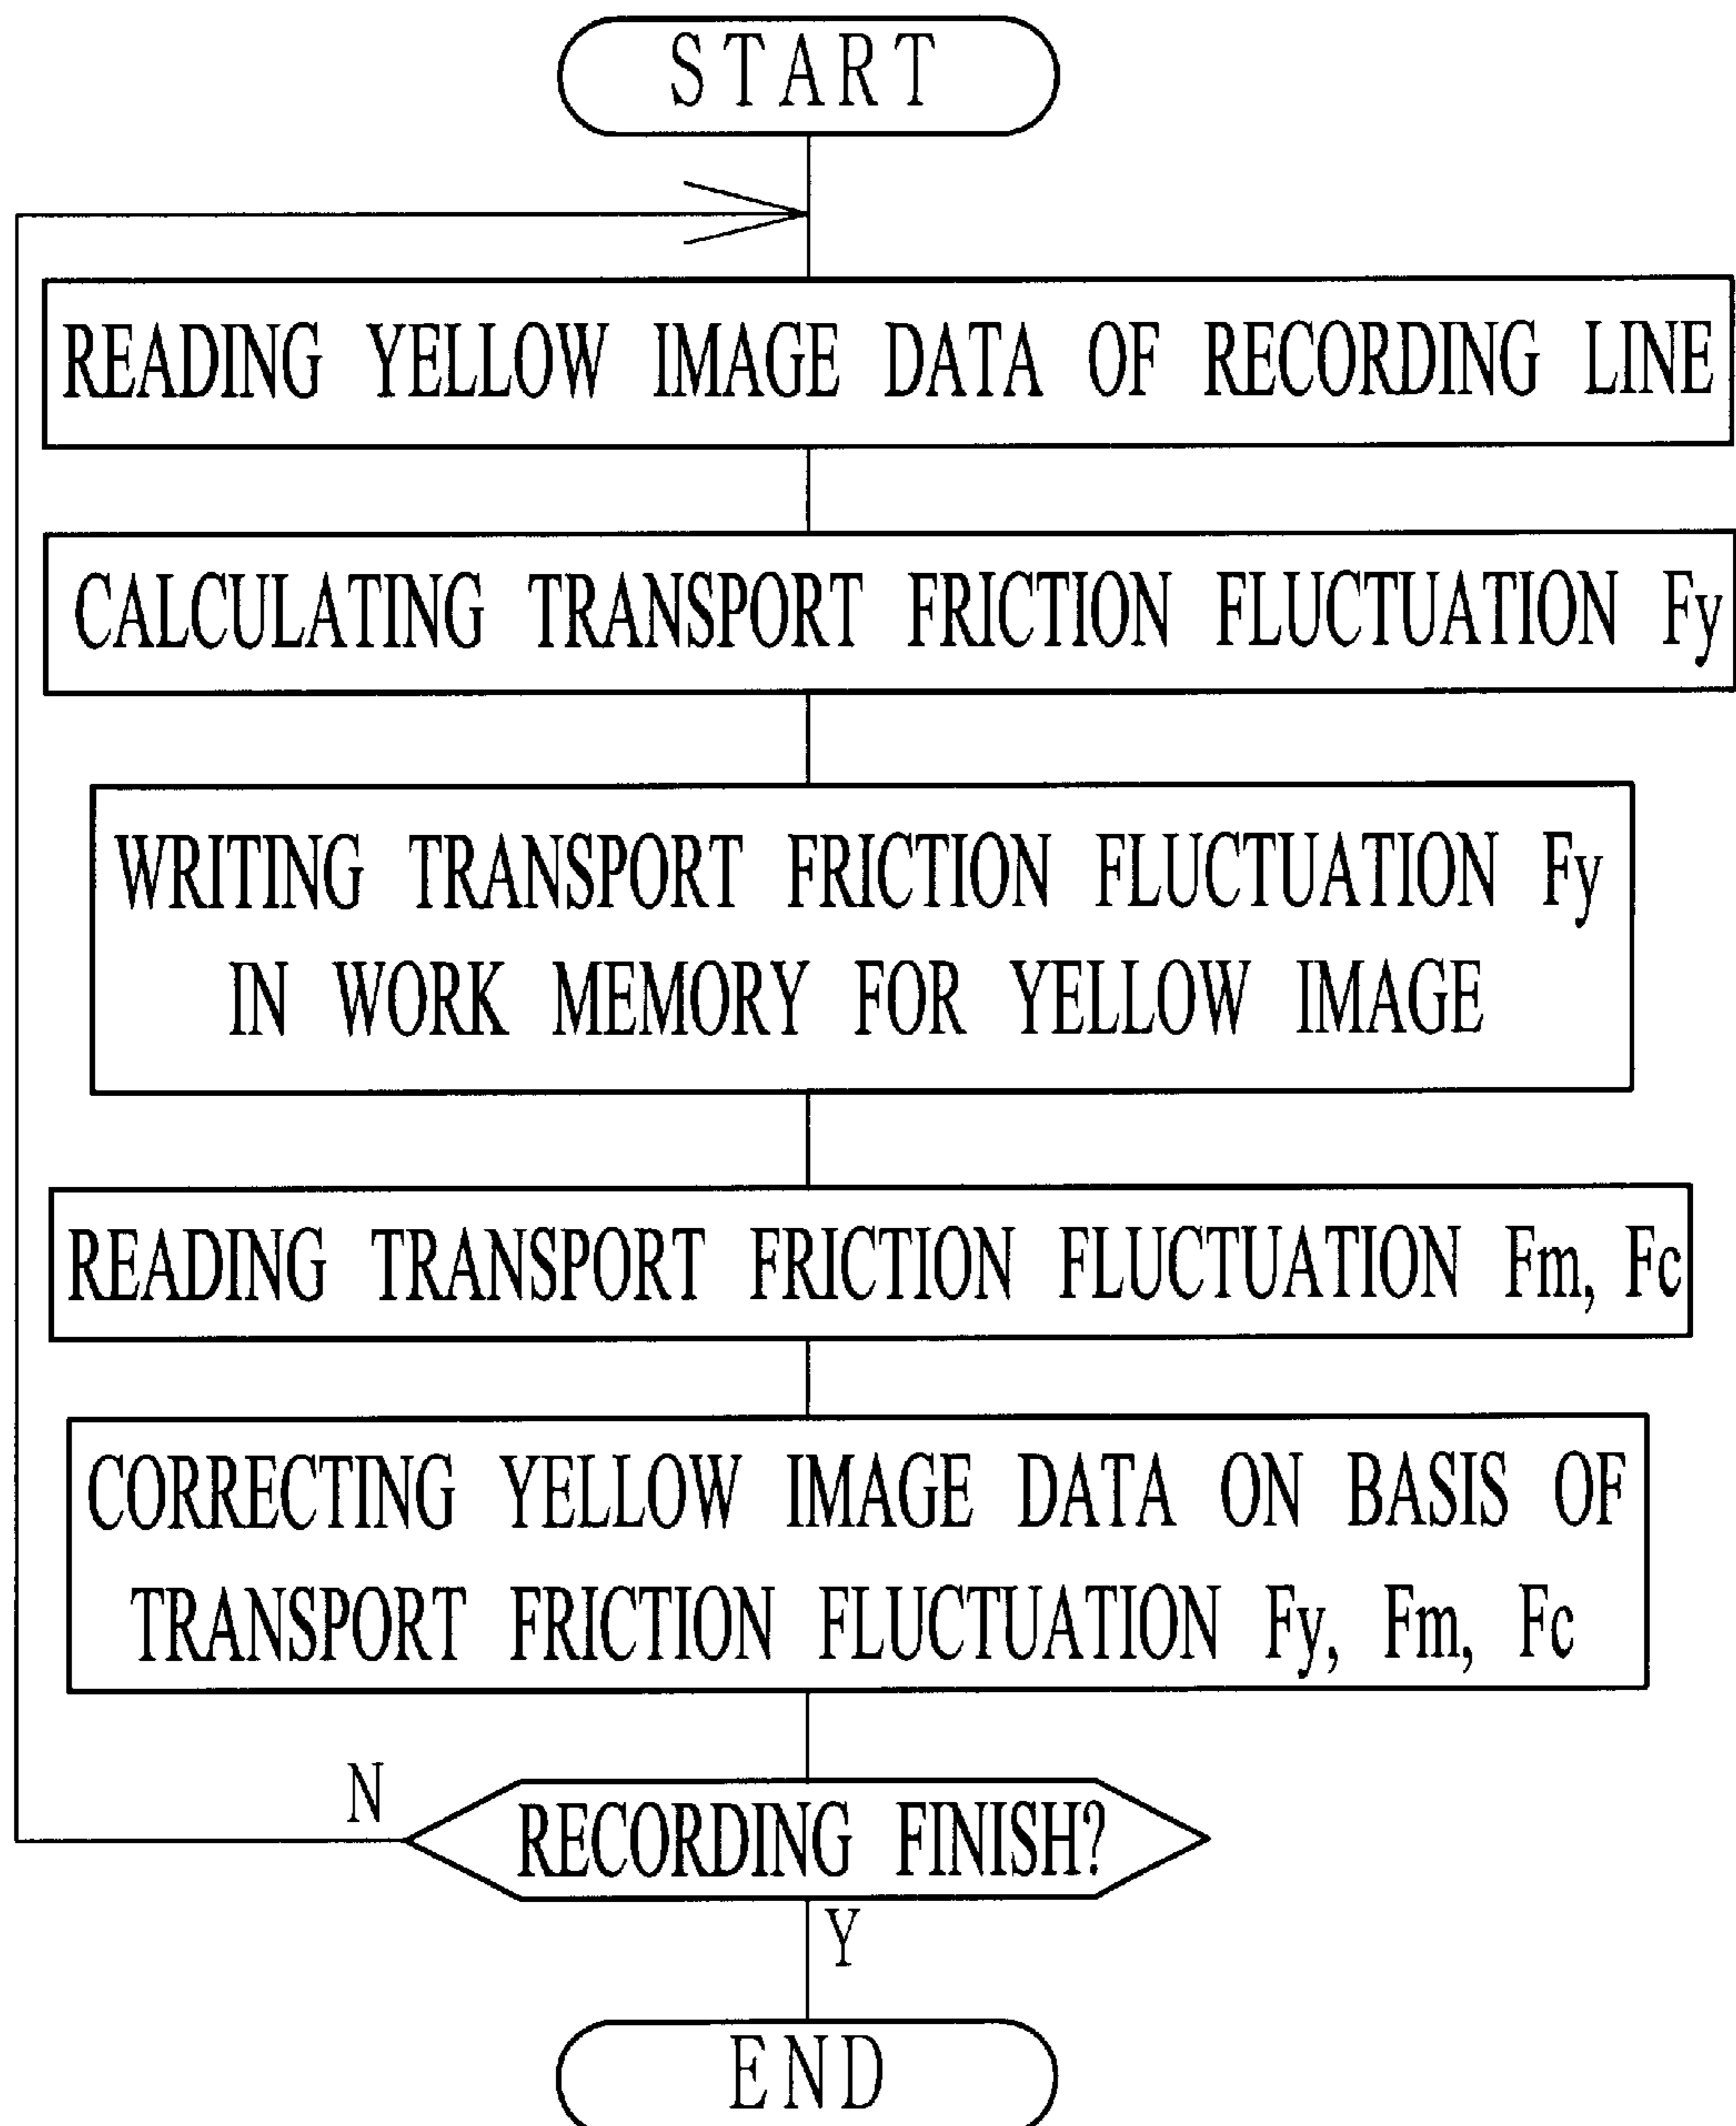 START
READING YELLOW IMAGE DATA OF RECORDING LINE
CALCULATING TRANSPORT FRICTION FLUCTUATION Fy
WRITING TRANSPORT FRICTION FLUCTUATION Fy
IN WORK MEMORY FOR YELLOW IMAGE
READING TRANSPORT FRICTION FLUCTUATION Fm, Fc
CORRECTING YELLOW IMAGE DATA ON BASIS OF
TRANSPORT FRICTION FLUCTUATION Fy, Fm, Fc
N
RECORDING FINISH?
Y
END